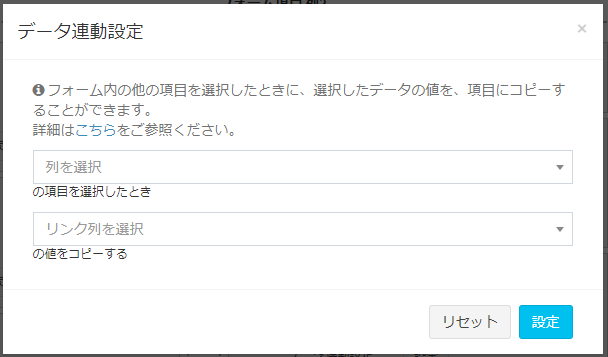 データ連動設定
×
フォーム内の他の項目を選択したときに、選択したデータの値を、項目にコピーす
ることができます。
詳細はこちらをご参照ください。
列を選択
の項目を選択したとき
リンク列を選択
の値をコピーする
リセット
設定